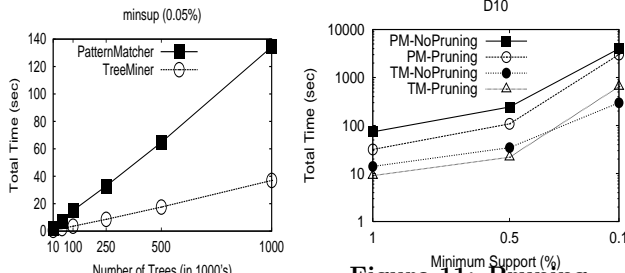 minsup (0.05%)
140
120
100
80
60
40
20
0
Total Time (sec)
PatternMatcher
TreeMiner
10 100 250 500 1000
Number of Trees (in 1000's)
D10
10000
1000
100
10
1
Total Time (sec)
PM-NoPruning
PM-Pruning
TM-NoPruning
TM-Pruning
1 0.5 0.1
Minimum Support (%)
Figure 11: Pruning